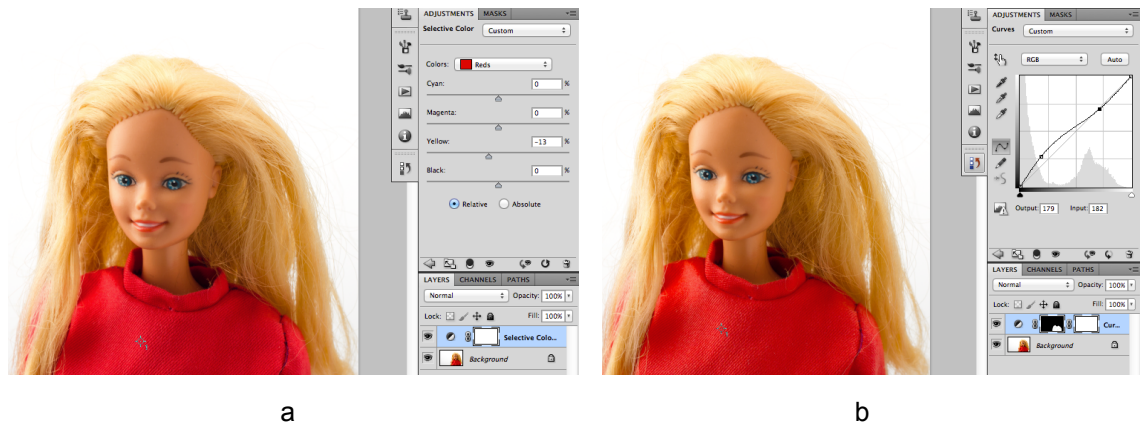 ADJUSTMENTS MASKS
Selective Color Custom
Colors: Reds
Cyan: 0 %
Magenta: 0 %
Yellow: -13 %
Black: 0 %
Relative Absolute
LAYERS CHANNELS PATHS
Normal Opacity: 100%
Lock: Fill: 100%
Selective Colo...
Background
a
ADJUSTMENTS MASKS
Curves Custom
RGB Auto
Output: 179 Input: 182
LAYERS CHANNELS PATHS
Normal Opacity: 100%
Lock: Fill: 100%
Cur...
Background
b